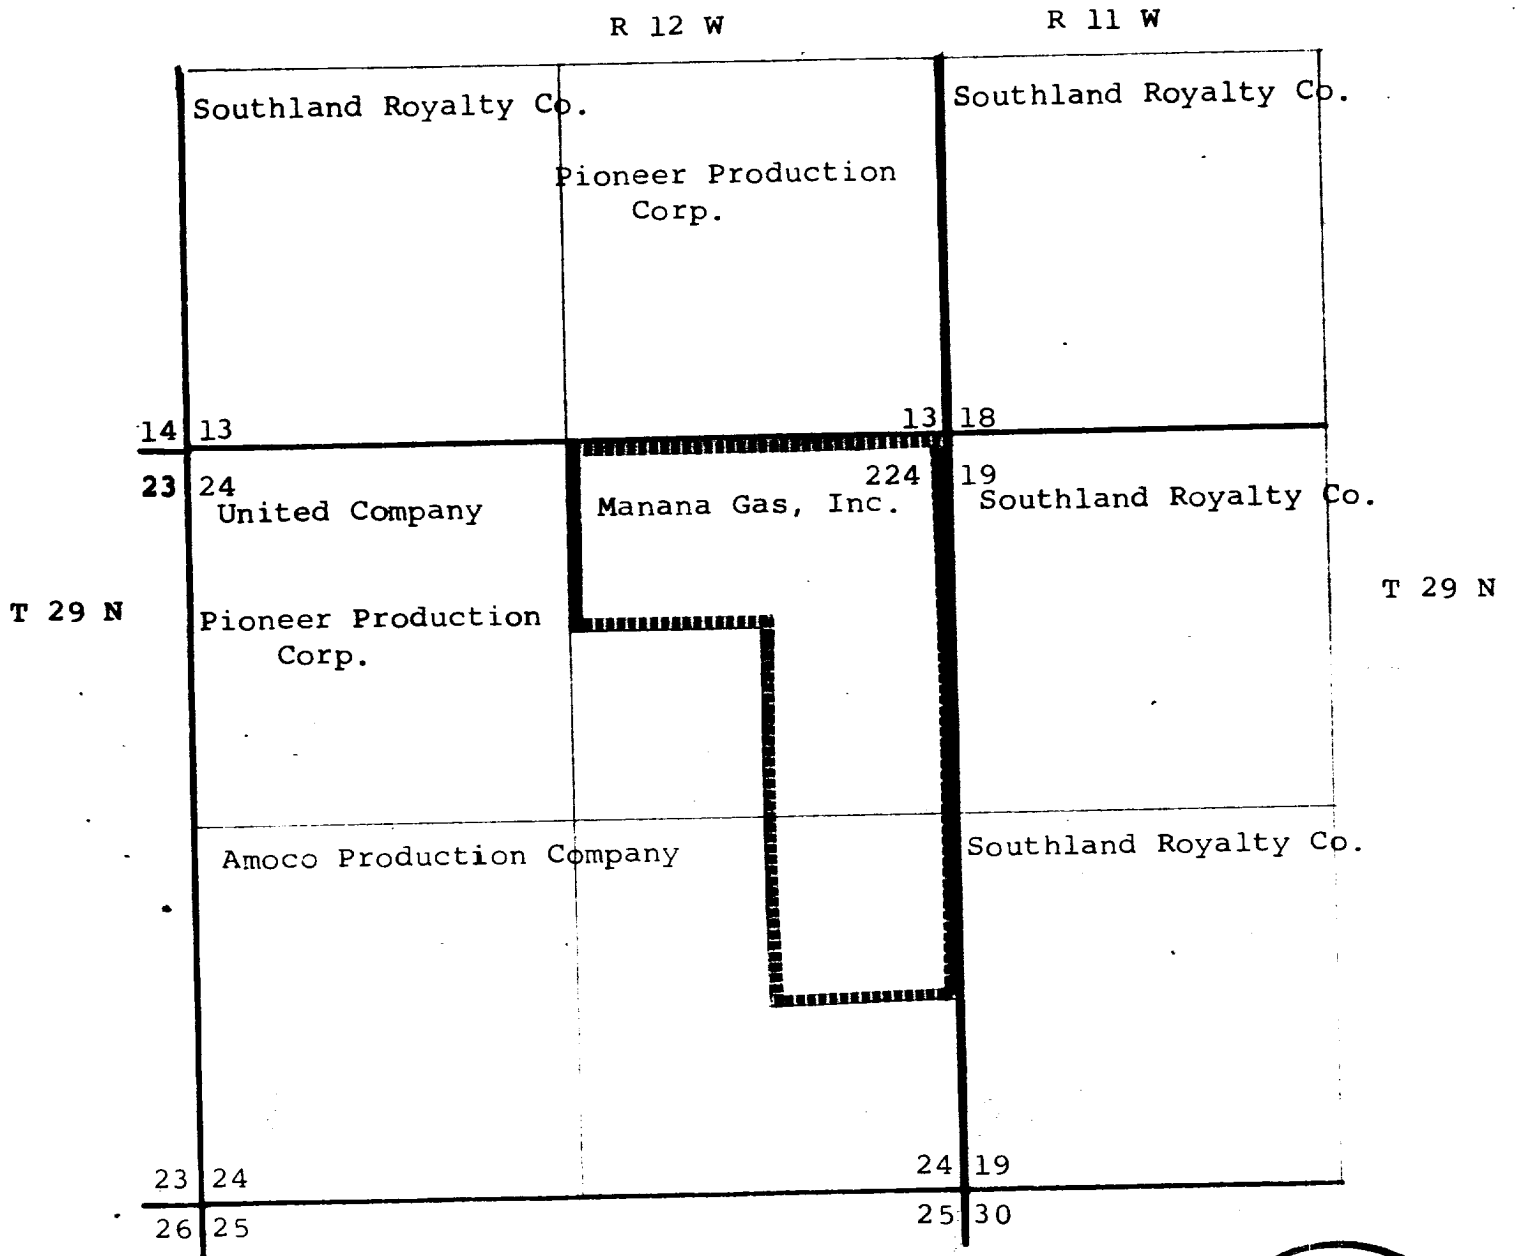 R 12 W
R 11 W
Southland Royalty Co.
Southland Royalty Co.
Pioneer Production
Corp.
14 13
13 18
23 24
224 19
United Company
Manana Gas, Inc.
Southland Royalty Co.
T 29 N
T 29 N
Pioneer Production
Corp.
Amoco Production Company
Southland Royalty Co.
23 24
24 19
26 25
25 30